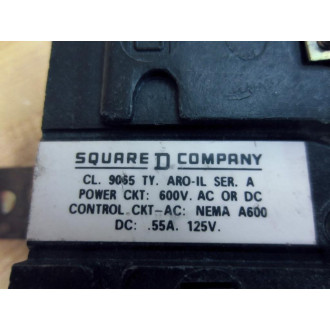 SQUARE D COMPANY
CL. 9065 TY. ARO-IL SER. A
POWER CKT: 600V. AC OR DC
CONTROL CKT-AC: NEMA A600
DC: .55A. 125V.